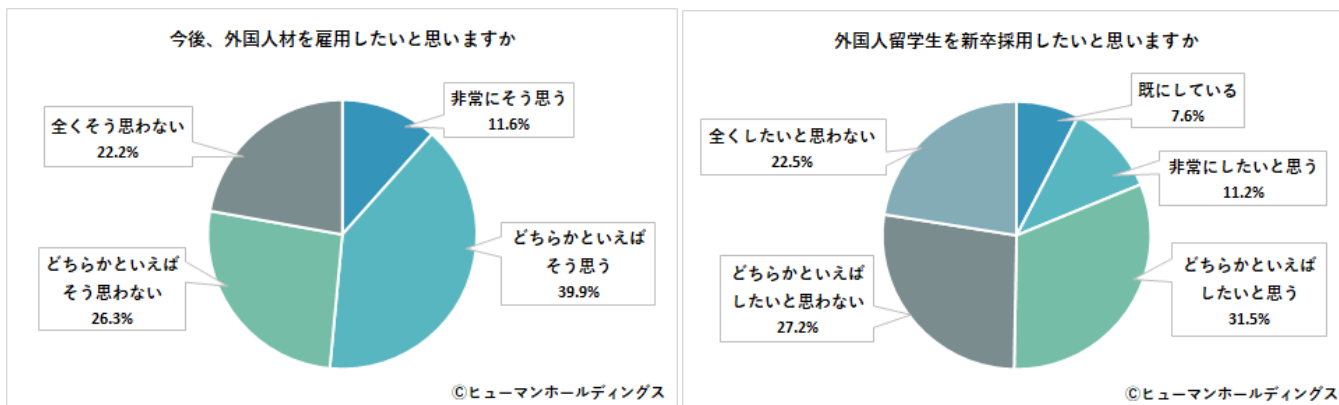 今後、外国人材を雇用したいと思いますか
非常にそう思う
11.6%
どちらかといえば
そう思う
39.9%
どちらかといえば
そう思わない
26.3%
全くそう思わない
22.2%
Ⓒヒューマンホールディングス
外国人留学生を新卒採用したいと思いますか
既にしている
7.6%
非常にしたいと思う
11.2%
どちらかといえば
したいと思う
31.5%
どちらかといえば
したいと思わない
27.2%
全くしたいと思わない
22.5%
Ⓒヒューマンホールディングス